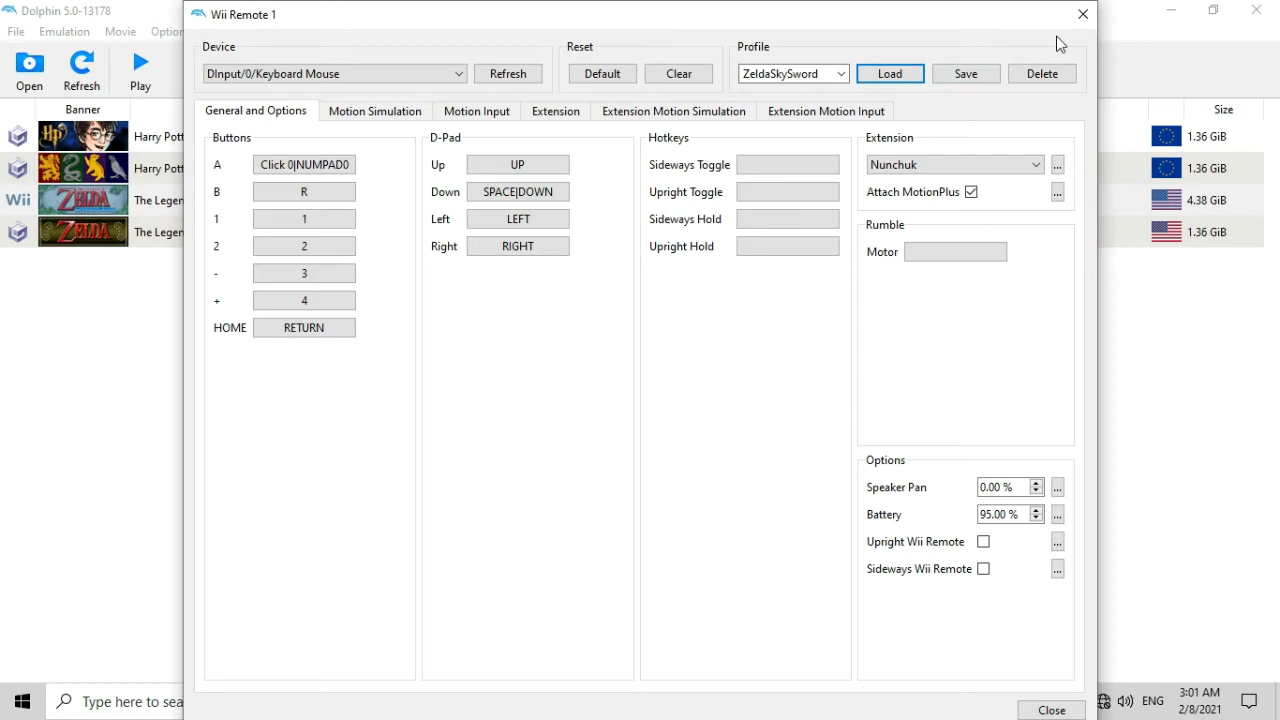 Dolphin 5.0-13178
File Emulation Movie Option
Open Refresh Play
Banner
Harry Pott
Harry Pott
Wii The Legen
ZELDA
The Legen
ZELDA
Wii Remote 1
Device
DInput/0/Keyboard Mouse Refresh
Reset
Default Clear
Profile
ZeldaSkySword Load Save Delete
General and Options Motion Simulation Motion Input Extension Extension Motion Simulation Extension Motion Input
Buttons
A Click 0|NUMPAD0
B R
1 1
2 2
- 3
+ 4
HOME RETURN
D-Pad
Up UP
Down SPACE|DOWN
Left LEFT
Right RIGHT
Hotkeys
Sideways Toggle
Upright Toggle
Sideways Hold
Upright Hold
Extension
Nunchuk ...
Attach MotionPlus ...
Rumble
Motor
Options
Speaker Pan 0.00 % ...
Battery 95.00 % ...
Upright Wii Remote ...
Sideways Wii Remote ...
Close
Size
1.36 GiB
1.36 GiB
4.38 GiB
1.36 GiB
Type here to sea
ENG
3:01 AM
2/8/2021